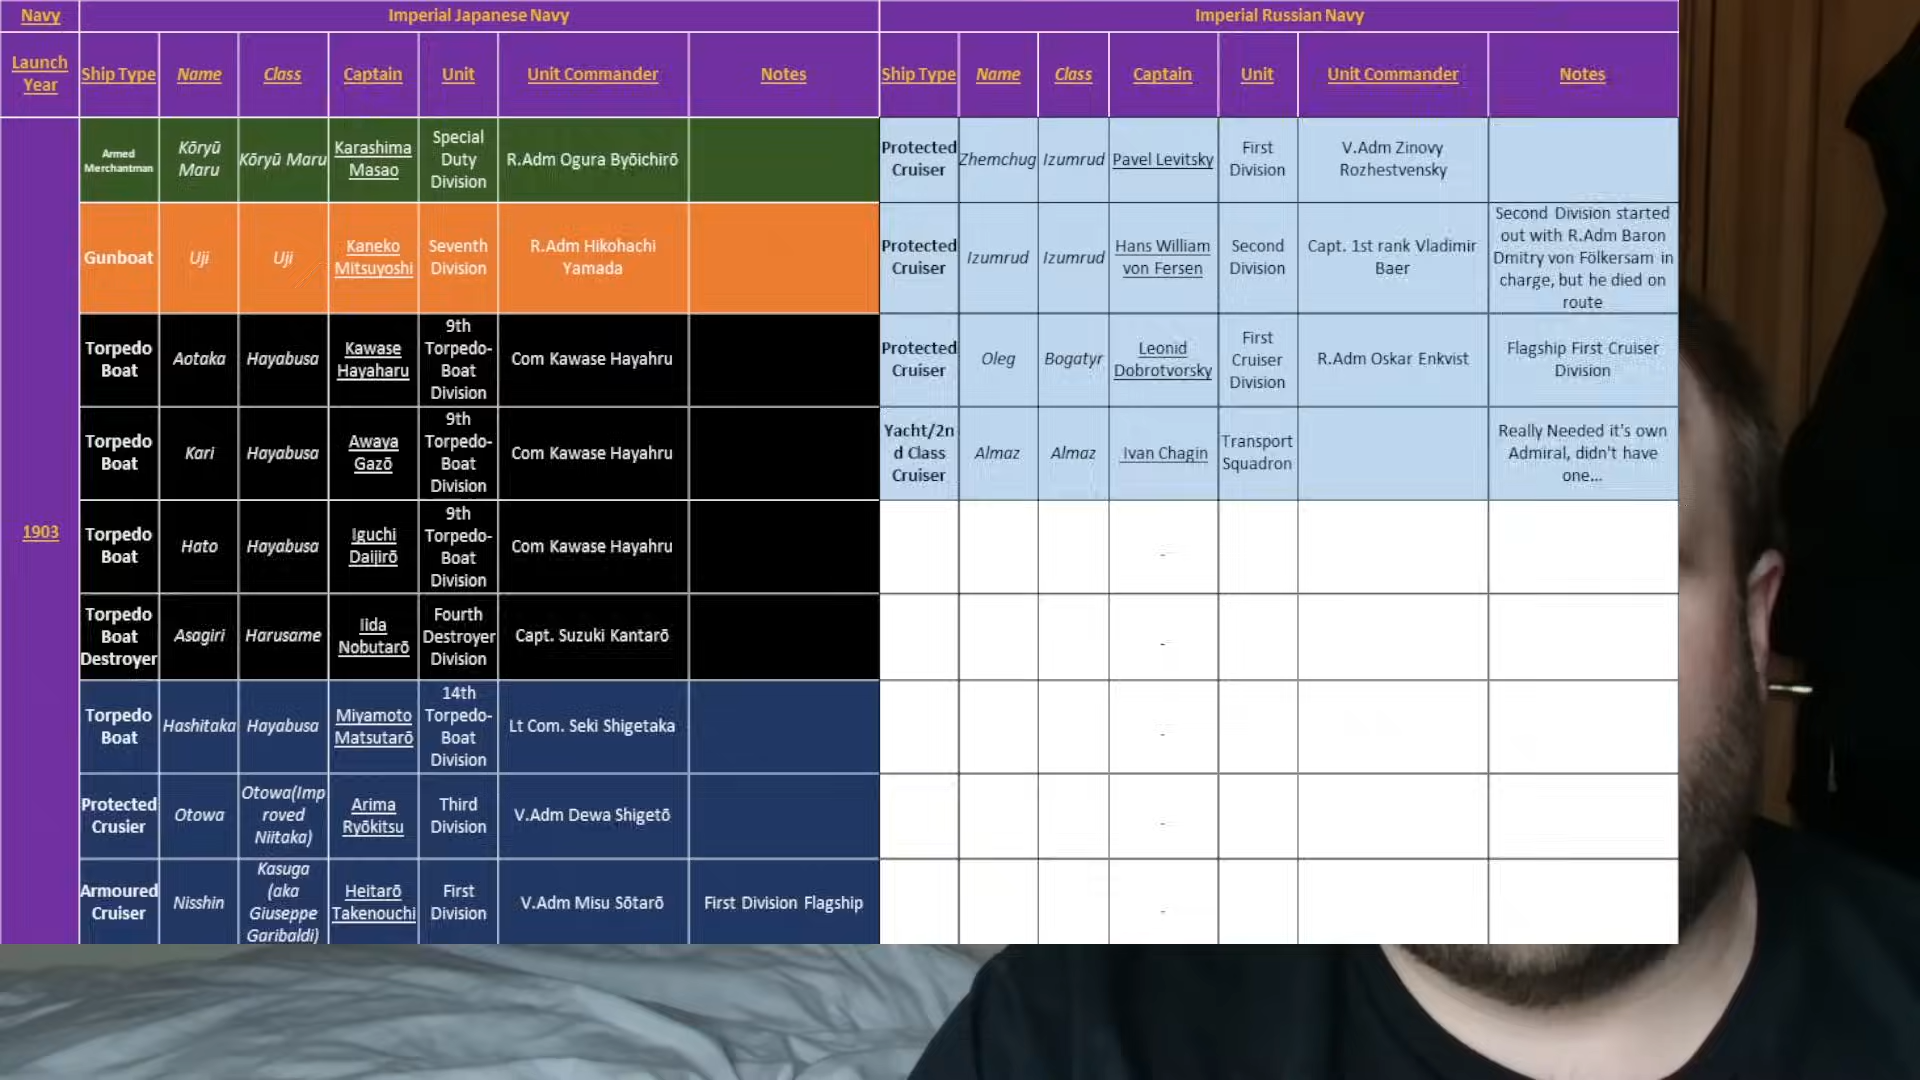 Navy
Imperial Japanese Navy
Imperial Russian Navy
Launch
Year
Ship Type
Name
Class
Captain
Unit
Unit Commander
Notes
Ship Type
Name
Class
Captain
Unit
Unit Commander
Notes
1903
Armed
Merchantman
Kōryū
Maru
Kōryū Maru
Karashima
Masao
Special
Duty
Division
R.Adm Ogura Byōichirō
Protected
Cruiser
Zhemchug
Izumrud
Pavel Levitsky
First
Division
V.Adm Zinovy
Rozhestvensky
Gunboat
Uji
Uji
Kaneko
Mitsuyoshi
Seventh
Division
R.Adm Hikohachi
Yamada
Protected
Cruiser
Izumrud
Izumrud
Hans William
von Fersen
Second
Division
Capt. 1st rank Vladimir
Baer
Second Division started
out with R.Adm Baron
Dmitry von Fölkersam in
charge, but he died on
route
Torpedo
Boat
Aotaka
Hayabusa
Kawase
Hayaharu
9th
Torpedo-
Boat
Division
Com Kawase Hayahru
Protected
Cruiser
Oleg
Bogatyr
Leonid
Dobrotvorsky
First
Cruiser
Division
R.Adm Oskar Enkvist
Flagship First Cruiser
Division
Torpedo
Boat
Kari
Hayabusa
Awaya
Gazō
9th
Torpedo-
Boat
Division
Com Kawase Hayahru
Yacht/2n
d Class
Cruiser
Almaz
Almaz
Ivan Chagin
Transport
Squadron
Really Needed it's own
Admiral, didn't have
one...
Torpedo
Boat
Hato
Hayabusa
Iguchi
Daijirō
9th
Torpedo-
Boat
Division
Com Kawase Hayahru
-
Torpedo
Boat
Destroyer
Asagiri
Harusame
Iida
Nobutarō
Fourth
Destroyer
Division
Capt. Suzuki Kantarō
-
Torpedo
Boat
Hashitaka
Hayabusa
Miyamoto
Matsutarō
14th
Torpedo-
Boat
Division
Lt Com. Seki Shigetaka
-
Protected
Crusier
Otowa
Otowa(Imp
roved
Niitaka)
Arima
Ryōkitsu
Third
Division
V.Adm Dewa Shigetō
-
Armoured
Cruiser
Nisshin
Kasuga
(aka
Giuseppe
Garibaldi)
Heitarō
Takenouchi
First
Division
V.Adm Misu Sōtarō
First Division Flagship
-